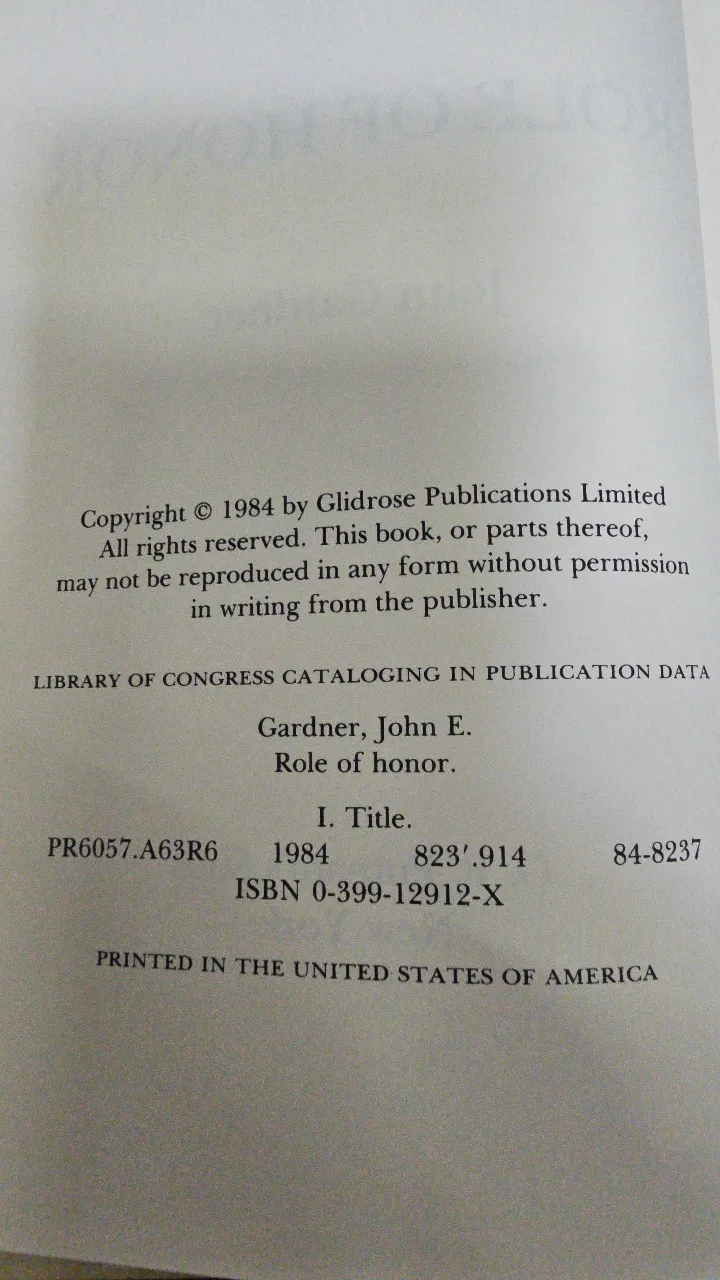 Copyright © 1984 by Glidrose Publications Limited
All rights reserved. This book, or parts thereof,
may not be reproduced in any form without permission
in writing from the publisher.
LIBRARY OF CONGRESS CATALOGING IN PUBLICATION DATA
Gardner, John E.
Role of honor.
I. Title.
PR6057.A63R6 1984 823′.914 84-8237
ISBN 0-399-12912-X
PRINTED IN THE UNITED STATES OF AMERICA